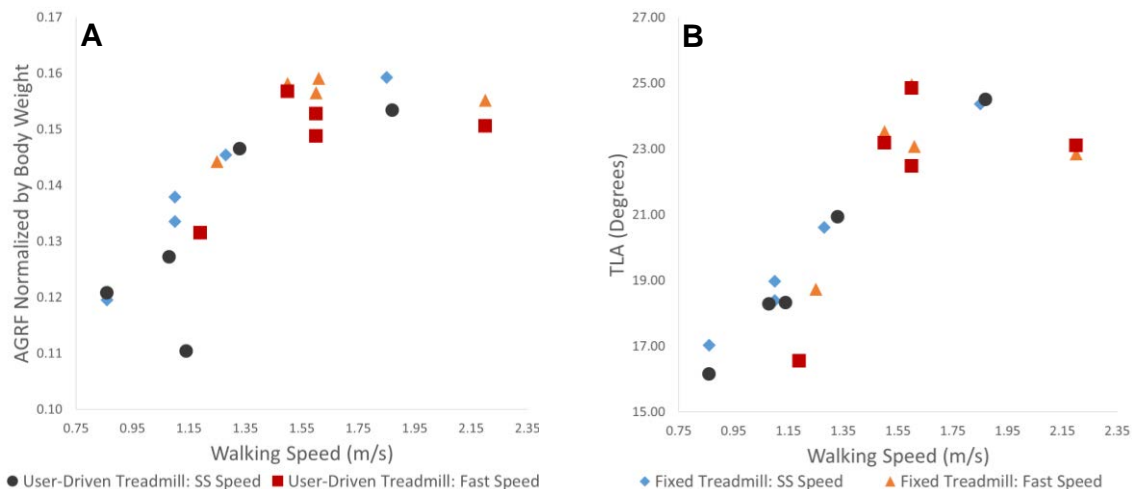 A
AGRF Normalized by Body Weight
0.17
0.16
0.15
0.14
0.13
0.12
0.11
0.10
0.75 0.95 1.15 1.35 1.55 1.75 1.95 2.15 2.35
Walking Speed (m/s)
B
TLA (Degrees)
27.00
25.00
23.00
21.00
19.00
17.00
15.00
0.75 0.95 1.15 1.35 1.55 1.75 1.95 2.15 2.35
Walking Speed (m/s)
User-Driven Treadmill: SS Speed User-Driven Treadmill: Fast Speed Fixed Treadmill: SS Speed Fixed Treadmill: Fast Speed